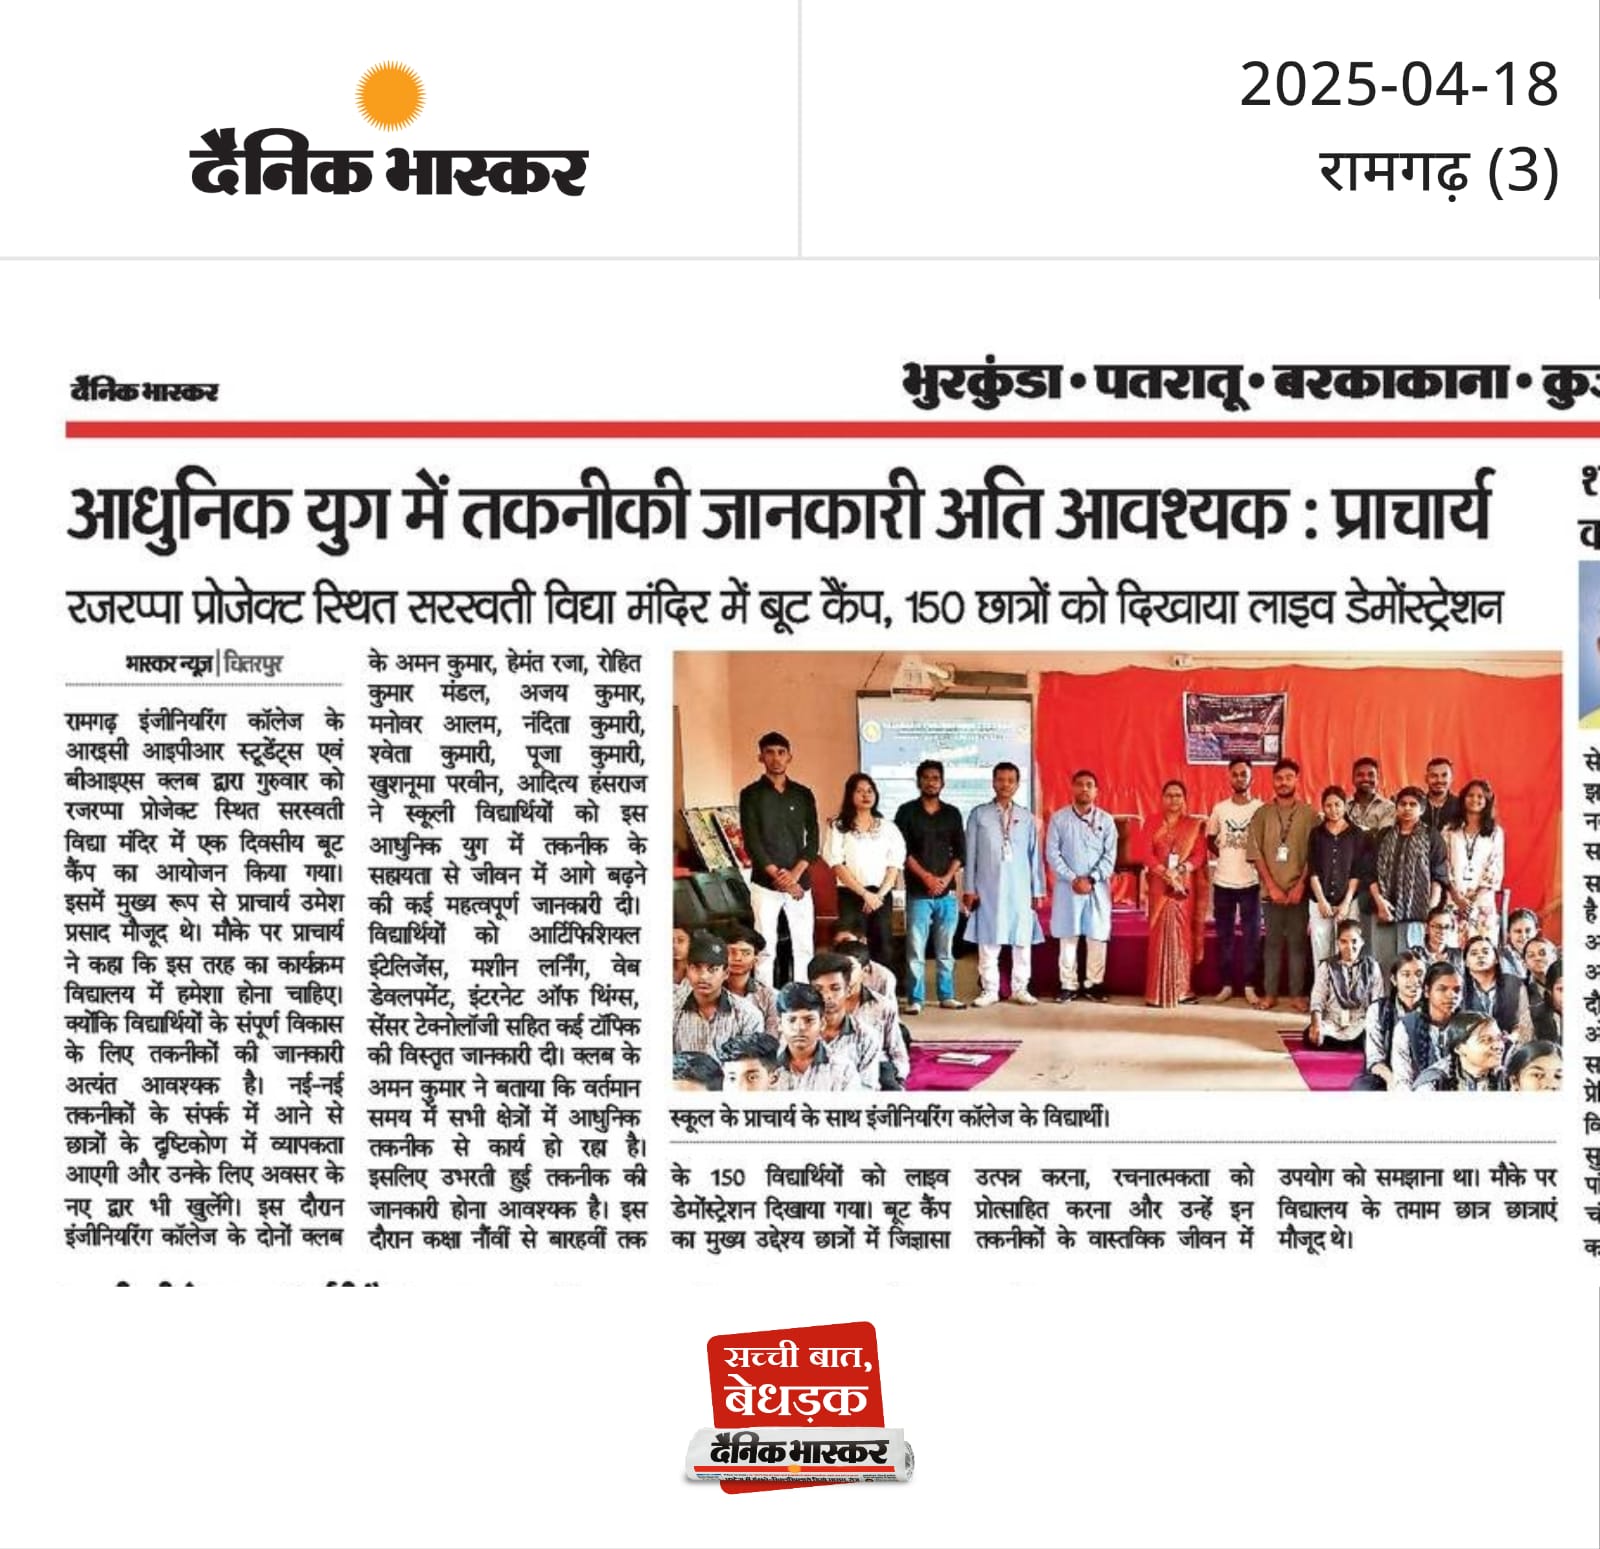 दैनिक भास्कर
2025-04-18
रामगढ़ (3)
दैनिक भास्कर
भुरकुंडा • पतरातू • बरकाकाना •
आधुनिक युग में तकनीकी जानकारी अति आवश्यक : प्राचार्य
रजरप्पा प्रोजेक्ट स्थित सरस्वती विद्या मंदिर में बूट कैंप, 150 छात्रों को दिखाया लाइव डेमोंस्ट्रेशन
भास्कर न्यूज | चितरपुर
रामगढ़ इंजीनियरिंग कॉलेज के
आरइसी आइपीआर स्टूडेंट्स एवं
बीआइएस क्लब द्वारा गुरुवार को
रजरप्पा प्रोजेक्ट स्थित सरस्वती
विद्या मंदिर में एक दिवसीय बूट
कैंप का आयोजन किया गया।
इसमें मुख्य रूप से प्राचार्य उमेश
प्रसाद मौजूद थे। मौके पर प्राचार्य
ने कहा कि इस तरह का कार्यक्रम
विद्यालय में हमेशा होना चाहिए।
क्योंकि विद्यार्थियों के संपूर्ण विकास
के लिए तकनीकों की जानकारी
अत्यंत आवश्यक है। नई-नई
तकनीकों के संपर्क में आने से
छात्रों के दृष्टिकोण में व्यापकता
आएगी और उनके लिए अवसर के
नए द्वार भी खुलेंगे। इस दौरान
इंजीनियरिंग कॉलेज के दोनों क्लब
के अमन कुमार, हेमंत रजा, रोहित
कुमार मंडल, अजय कुमार,
मनोवर आलम, नंदिता कुमारी,
श्वेता कुमारी, पूजा कुमारी,
खुशनूमा परवीन, आदित्य हंसराज
ने स्कूली विद्यार्थियों को इस
आधुनिक युग में तकनीक के
सहायता से जीवन में आगे बढ़ने
की कई महत्वपूर्ण जानकारी दी।
विद्यार्थियों को आर्टिफिशियल
इंटेलिजेंस, मशीन लर्निंग, वेब
डेवलपमेंट, इंटरनेट ऑफ थिंग्स,
सेंसर टेक्नोलॉजी सहित कई टॉपिक
की विस्तृत जानकारी दी। क्लब के
अमन कुमार ने बताया कि वर्तमान
समय में सभी क्षेत्रों में आधुनिक
तकनीक से कार्य हो रहा है।
इसलिए उभरती हुई तकनीक की
जानकारी होना आवश्यक है। इस
दौरान कक्षा नौंवीं से बारहवीं तक
स्कूल के प्राचार्य के साथ इंजीनियरिंग कॉलेज के विद्यार्थी।
के 150 विद्यार्थियों को लाइव
डेमोंस्ट्रेशन दिखाया गया। बूट कैंप
का मुख्य उद्देश्य छात्रों में जिज्ञासा
उत्पन्न करना, रचनात्मकता को
प्रोत्साहित करना और उन्हें इन
तकनीकों के वास्तविक जीवन में
उपयोग को समझाना था। मौके पर
विद्यालय के तमाम छात्र छात्राएं
मौजूद थे।
सच्ची बात,
बेधड़क
दैनिक भास्कर